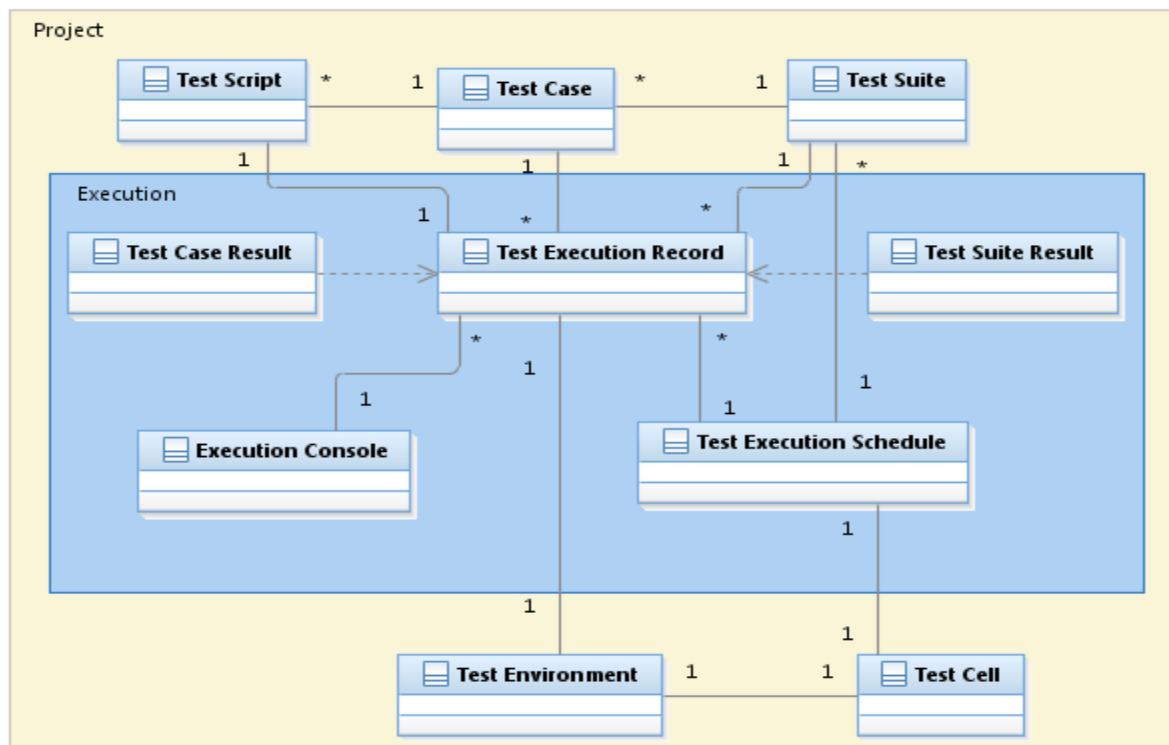 Project
Test Script
*
1
Test Case
*
1
Test Suite
1
1
1
*
Execution
1
*
*
Test Case Result
Test Execution Record
Test Suite Result
*
1
*
1
1
1
Execution Console
Test Execution Schedule
1
1
1
Test Environment
1
1
Test Cell